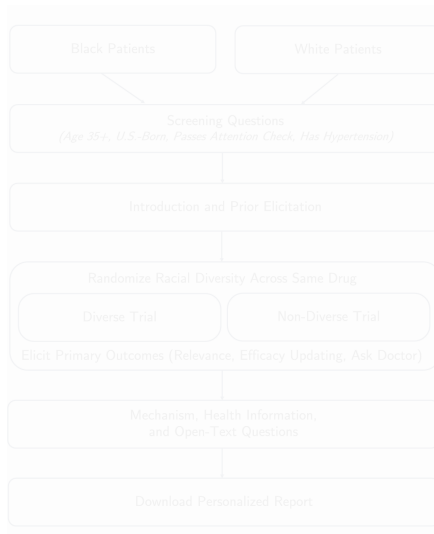 Black Patients
White Patients
Screening Questions
(Age 35+, U.S.-Born, Passes Attention Check, Has Hypertension)
Introduction and Prior Elicitation
Randomize Racial Diversity Across Same Drug
Diverse Trial
Non-Diverse Trial
Elicit Primary Outcomes (Relevance, Efficacy Updating, Ask Doctor)
Mechanism, Health Information,
and Open-Text Questions
Download Personalized Report